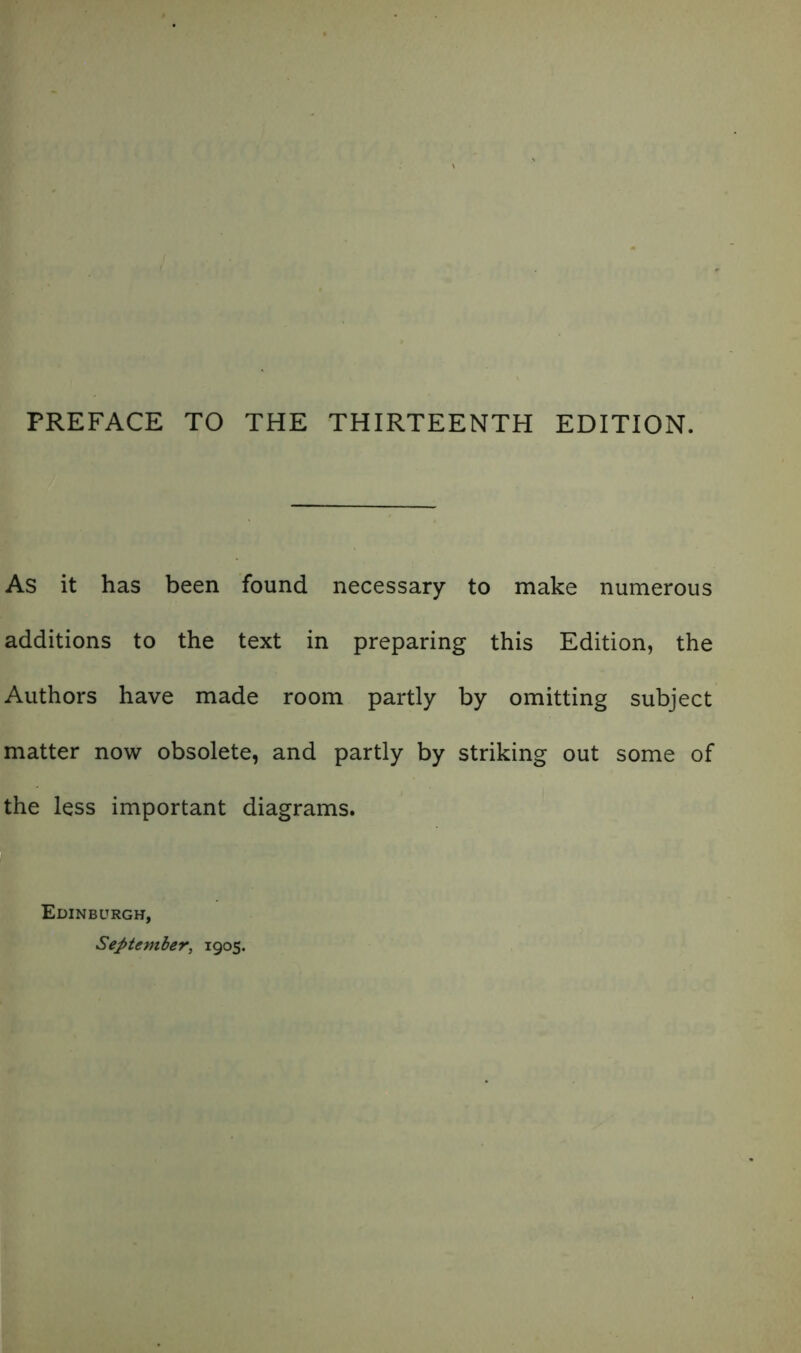 PREFACE TO THE THIRTEENTH EDITION.
As it has been found necessary to make numerous
additions to the text in preparing this Edition, the
Authors have made room partly by omitting subject
matter now obsolete, and partly by striking out some of
the less important diagrams.
Edinburgh,
September, 1905.